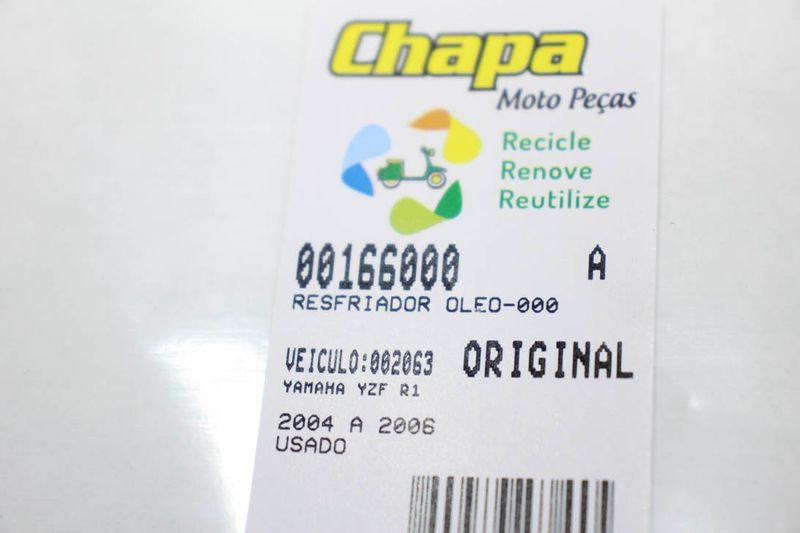 Chapa
Moto Peças
Recicle
Renove
Reutilize
00166000 A
RESFRIADOR OLEO-000
VEICULO:002063 ORIGINAL
YAMAHA YZF R1
2004 A 2006
USADO